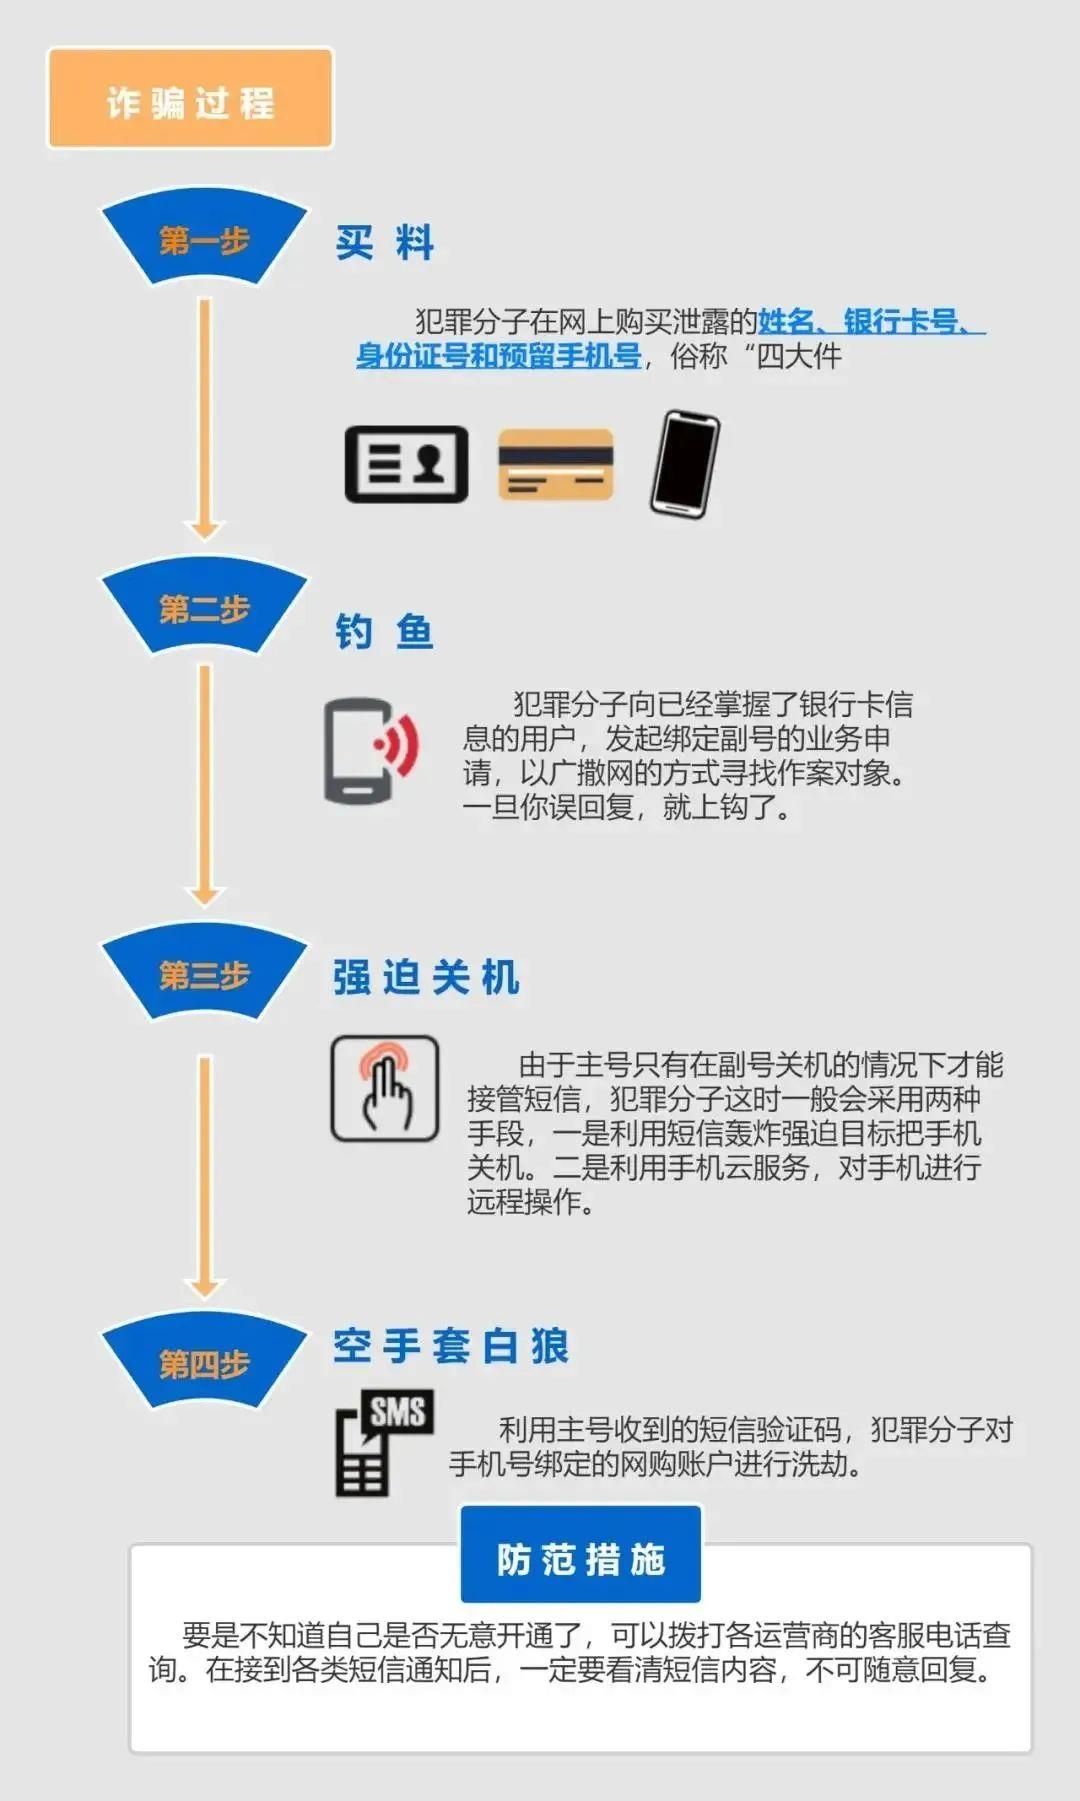 诈骗过程
第一步
买料
犯罪分子在网上购买泄露的姓名、银行卡号、
身份证号和预留手机号，俗称“四大件
第二步
钓鱼
犯罪分子向已经掌握了银行卡信
息的用户，发起绑定副号的业务申
请，以广撒网的方式寻找作案对象。
一旦你误回复，就上钩了。
第三步
强迫关机
由于主号只有在副号关机的情况下才能
接管短信，犯罪分子这时一般会采用两种
手段，一是利用短信轰炸强迫目标把手机
关机。二是利用手机云服务，对手机进行
远程操作。
第四步
空手套白狼
SMS
利用主号收到的短信验证码，犯罪分子对
手机号绑定的网购账户进行洗劫。
防范措施
要是不知道自己是否无意开通了，可以拨打各运营商的客服电话查
询。在接到各类短信通知后，一定要看清短信内容，不可随意回复。